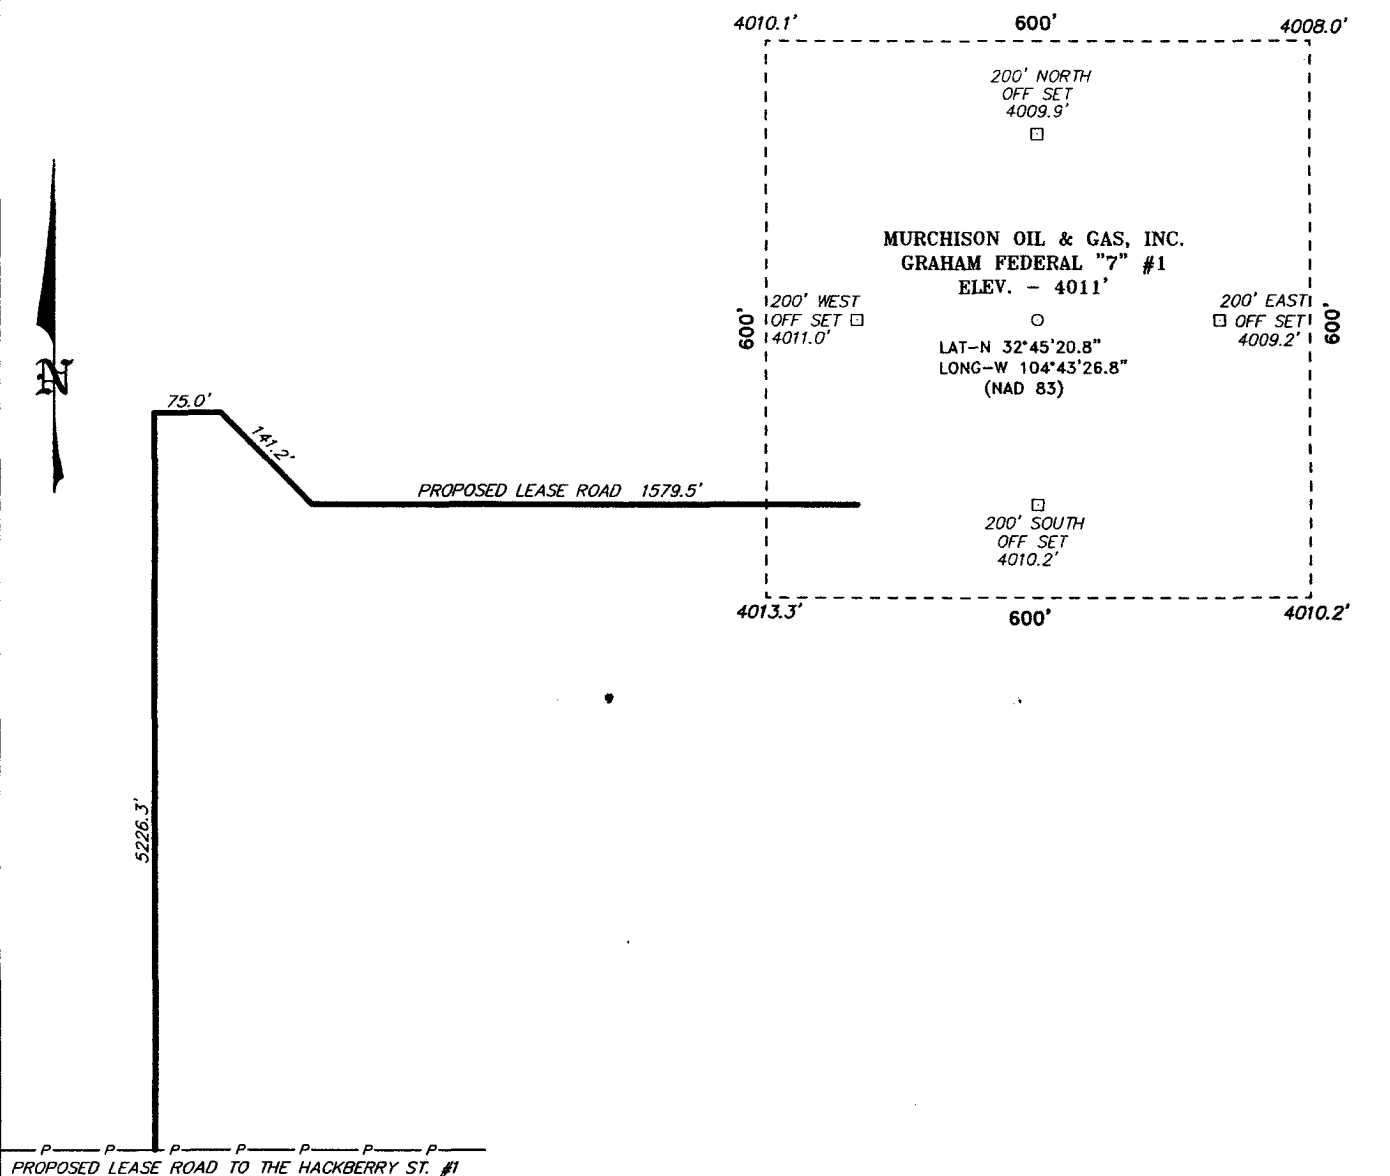 4010.1'
600'
4008.0'
200' NORTH
OFF SET
4009.9'
MURCHISON OIL & GAS, INC.
GRAHAM FEDERAL "7" #1
ELEV. - 4011'
200' WEST
OFF SET
4011.0'
600'
200' EAST
OFF SET
4009.2'
600'
LAT-N 32°45'20.8"
LONG-W 104°43'26.8"
(NAD 83)
N
75.0'
141.2'
PROPOSED LEASE ROAD 1579.5'
200' SOUTH
OFF SET
4010.2'
4013.3'
600'
4010.2'
5226.3'
P P P P P P P
PROPOSED LEASE ROAD TO THE HACKBERRY ST. #1